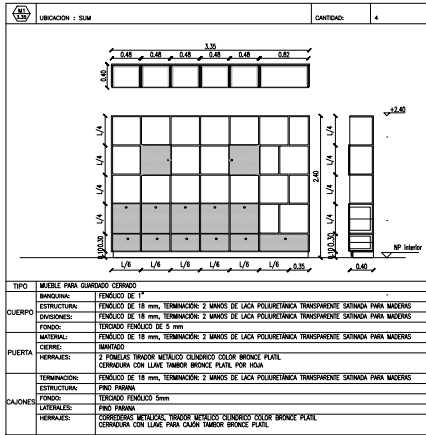 M1
3.35
UBICACION : SUM
CANTIDAD:
4
3.35
0.48
0.48
0.48
0.48
0.48
0.82
0.40
+2.40
L/4
L/4
L/4
L/4
0.30
0.10
2.40
L/4
L/4
L/4
L/4
0.30
0.10
NP Interior
L/6
L/6
L/6
L/6
L/6
L/6
0.35
0.40
TIPO
MUEBLE PARA GUARDADO CERRADO
CUERPO
BANQUINA:
FENÓLICO DE 1"
ESTRUCTURA:
FENÓLICO DE 18 mm, TERMINACIÓN: 2 MANOS DE LACA POLIURETÁNICA TRANSPARENTE SATINADA PARA MADERAS
DIVISIONES:
FENÓLICO DE 18 mm, TERMINACIÓN: 2 MANOS DE LACA POLIURETÁNICA TRANSPARENTE SATINADA PARA MADERAS
FONDO:
TERCIADO FENÓLICO DE 5 mm
PUERTA
MATERIAL:
FENÓLICO DE 18 mm, TERMINACIÓN: 2 MANOS DE LACA POLIURETÁNICA TRANSPARENTE SATINADA PARA MADERAS
CIERRE:
IMANTADO
HERRAJES:
2 POMELAS TIRADOR METÁLICO CILÍNDRICO COLOR BRONCE PLATIL
CERRADURA CON LLAVE TAMBOR BRONCE PLATIL POR HOJA
CAJONES
TERMINACIÓN:
FENÓLICO DE 18 mm, TERMINACIÓN: 2 MANOS DE LACA POLIURETÁNICA TRANSPARENTE SATINADA PARA MADERAS
ESTRUCTURA:
PINO PARANA
FONDO:
TERCIADO FENÓLICO 5mm
LATERALES:
PINO PARANA
HERRAJES:
CORREDERAS METALICAS, TIRADOR METÁLICO CILÍNDRICO COLOR BRONCE PLATIL
CERRADURA CON LLAVE PARA CAJÓN TAMBOR BRONCE PLATIL